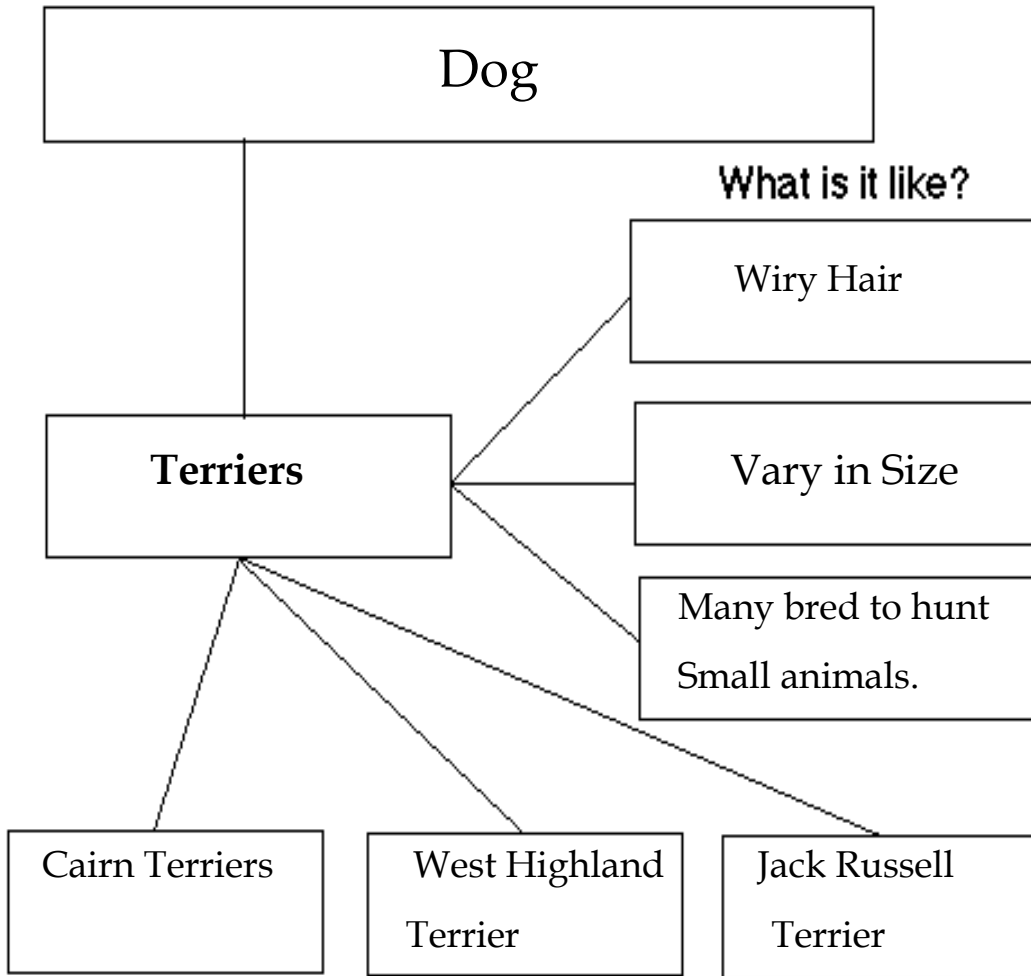 Dog
What is it like?
Wiry Hair
Terriers
Vary in Size
Many bred to hunt
Small animals.
Cairn Terriers
West Highland
Terrier
Jack Russell
Terrier